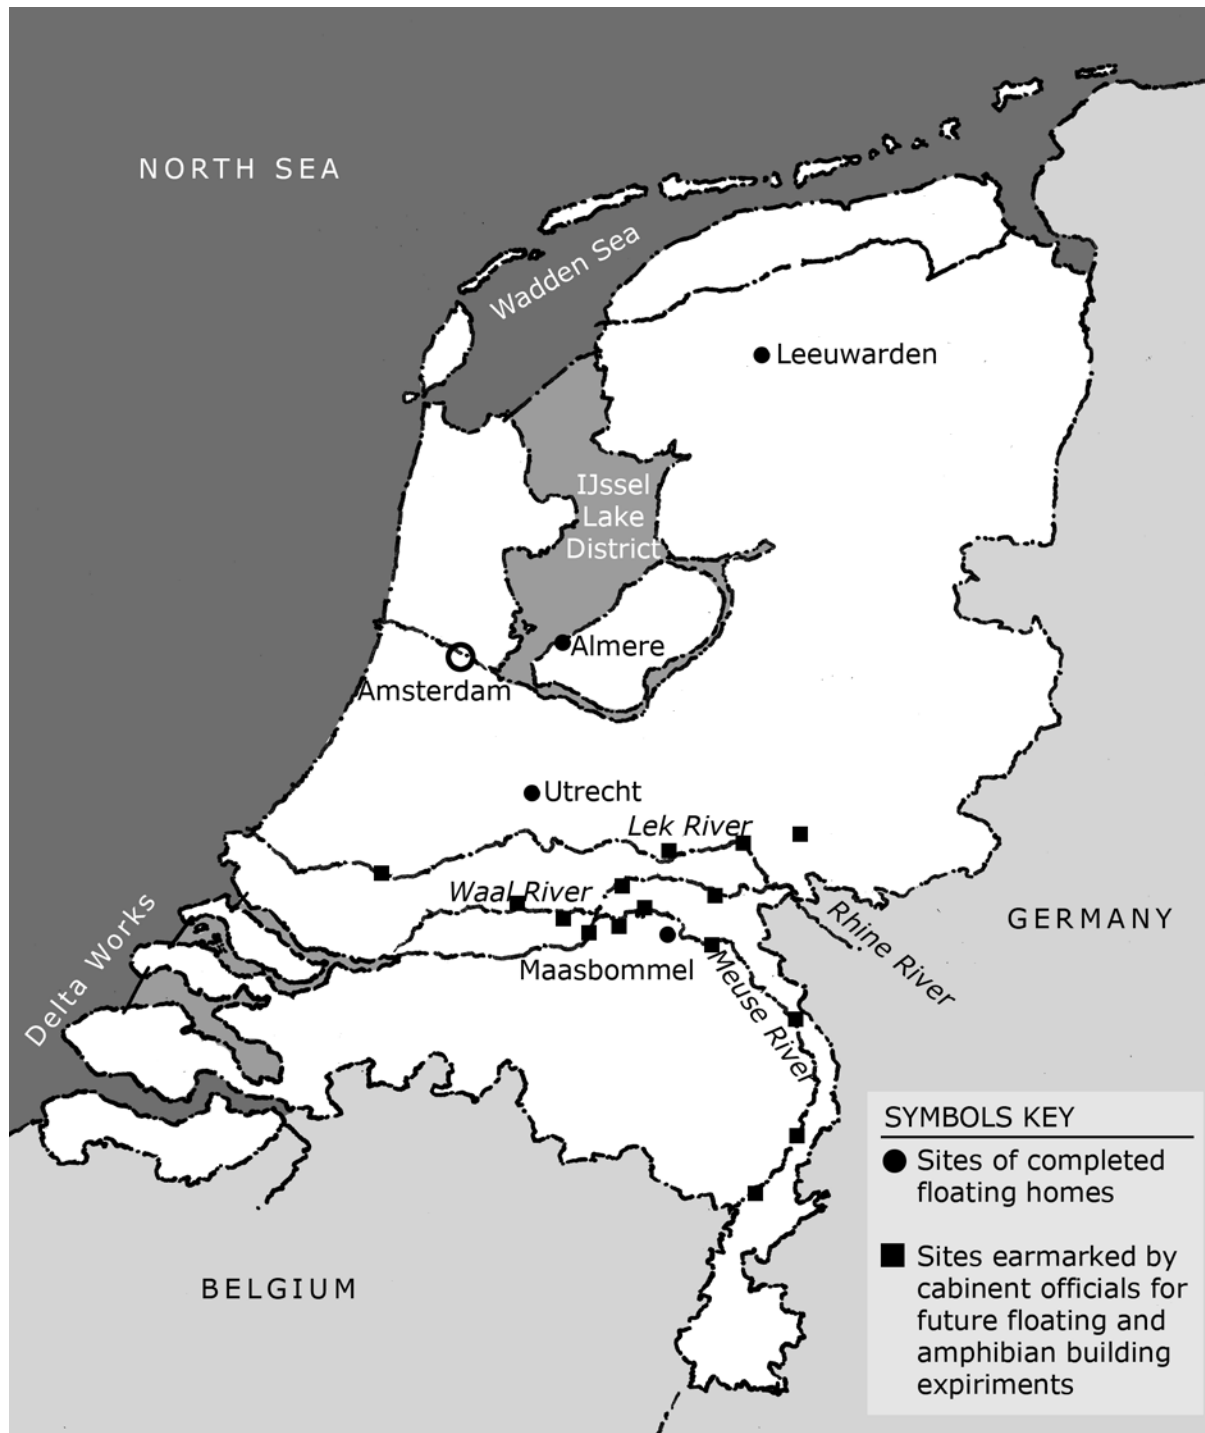 NORTH SEA
Wadden Sea
Leeuwarden
IJssel
Lake
District
Almere
Amsterdam
Utrecht
Lek River
Waal River
Rhine River
GERMANY
Delta Works
Maasbommel
Meuse River
BELGIUM
SYMBOLS KEY
Sites of completed
floating homes
Sites earmarked by
cabinent officials for
future floating and
amphibian building
expiriments